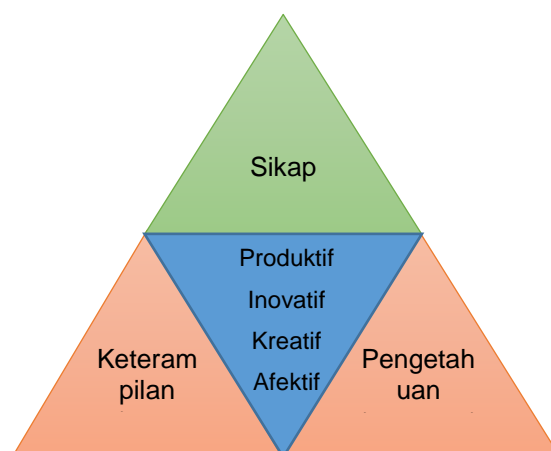 Sikap
Produktif
Inovatif
Kreatif
Afektif
Keteram
pilan
Pengetah
uan